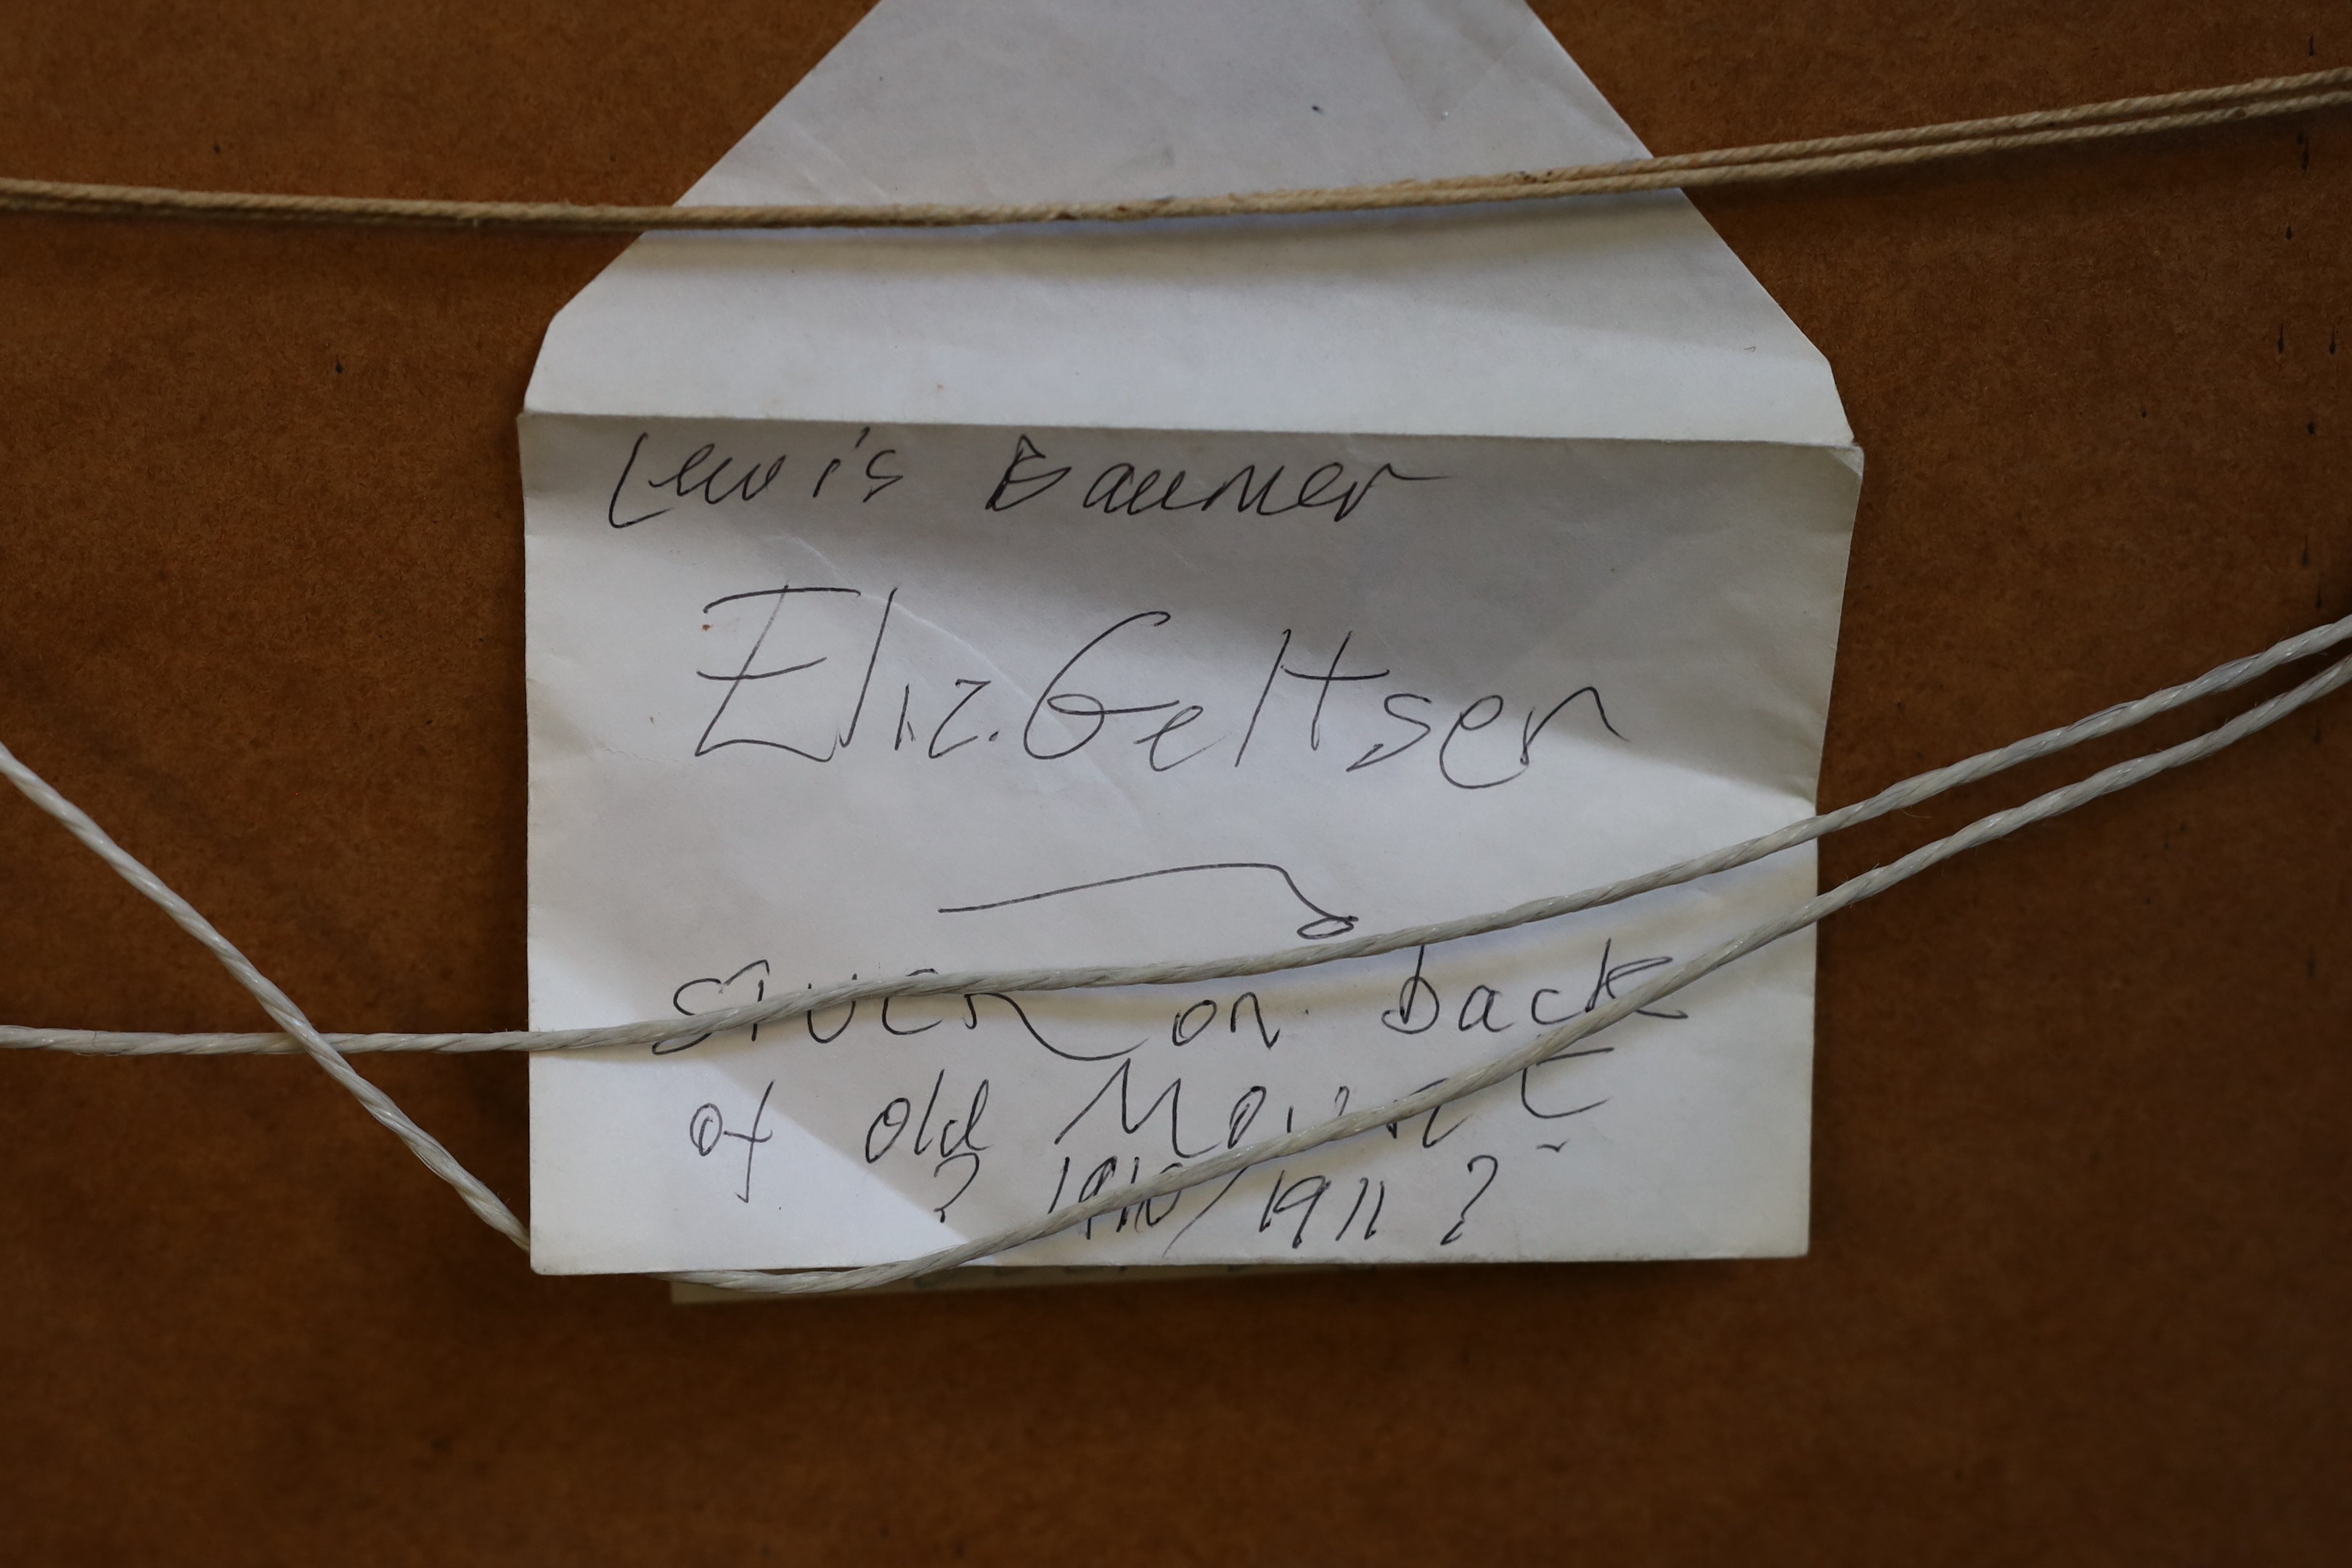 Lewis Baumer
Eliz. Geltser
stuck on back
of old Mount
? 1910/1911 ?